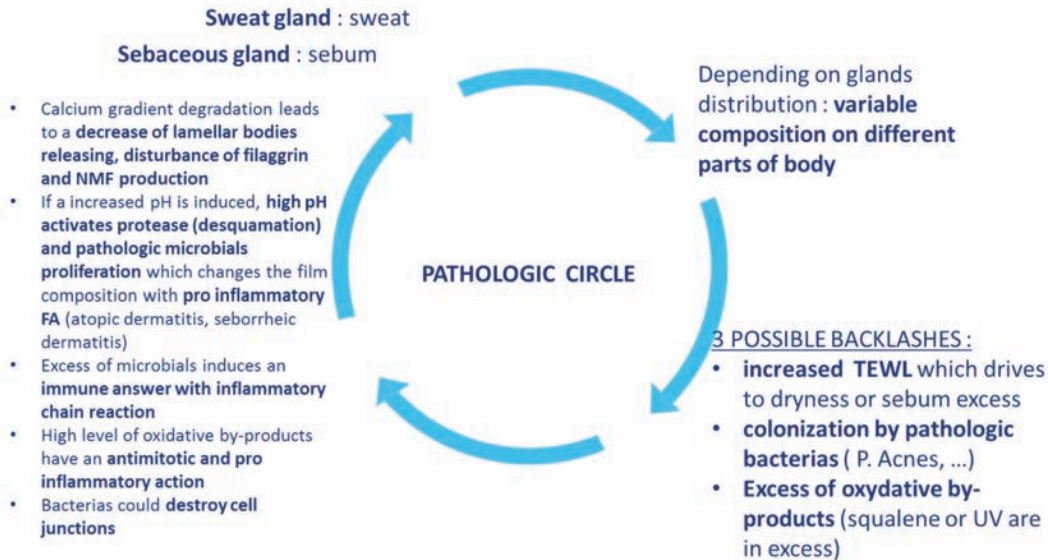 Sweat gland : sweat
Sebaceous gland : sebum
Depending on glands
distribution : variable
composition on different
parts of body
PATHOLOGIC CIRCLE
3 POSSIBLE BACKLASHES :
• increased TEWL which drives
to dryness or sebum excess
• colonization by pathologic
bacterias ( P. Acnes, ...)
• Excess of oxydative by-
products (squalene or UV are
in excess)
• Calcium gradient degradation leads
to a decrease of lamellar bodies
releasing, disturbance of filaggrin
and NMF production
• If a increased pH is induced, high pH
activates protease (desquamation)
and pathologic microbials
proliferation which changes the film
composition with pro inflammatory
FA (atopic dermatitis, seborrheic
dermatitis)
• Excess of microbials induces an
immune answer with inflammatory
chain reaction
• High level of oxidative by-products
have an antimitotic and pro
inflammatory action
• Bacterias could destroy cell
junctions